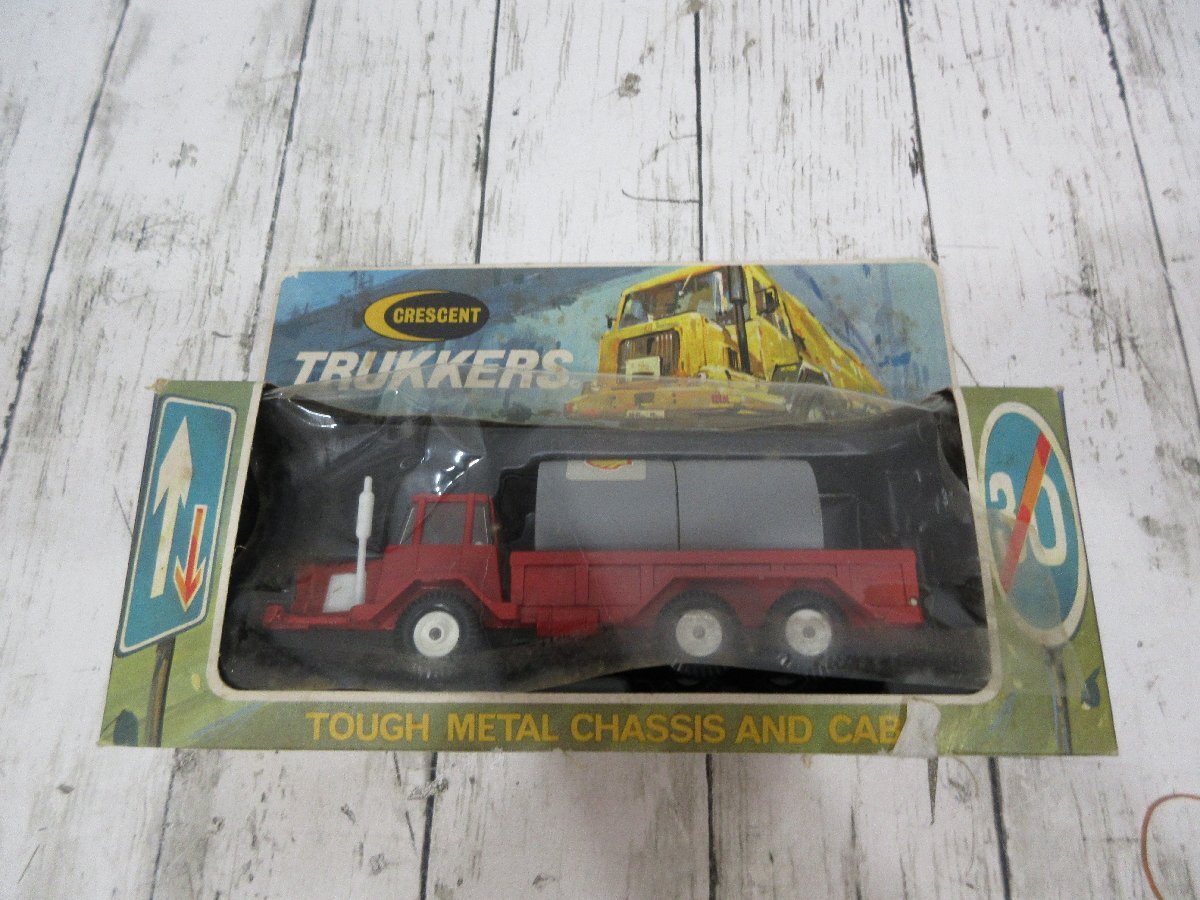 CRESCENT
TRUKKERS
30
TOUGH METAL CHASSIS AND CAB